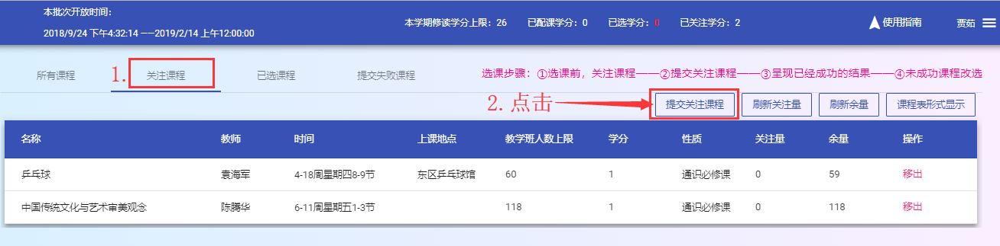 本批次开放时间：
2018/9/24 下午4:32:14 ——2019/2/14 上午12:00:00
本学期修读学分上限：26 已配课学分：0 已选学分：0 已关注学分：2
使用指南 贾茹
所有课程 1. 关注课程 已选课程 提交失败课程
选课步骤：①选课前，关注课程——②提交关注课程——③呈现已经成功的结果——④未成功课程改选
2. 点击 提交关注课程 刷新关注量 刷新余量 课程表形式显示
名称 教师 时间 上课地点 教学班人数上限 学分 性质 关注量 余量 操作
乒乓球 袁海军 4-18周星期四8-9节 东区乒乓球馆 60 1 通识必修课 0 59 移出
中国传统文化与艺术审美观念 陈腾华 6-11周星期五1-3节 118 1 通识必修课 0 118 移出